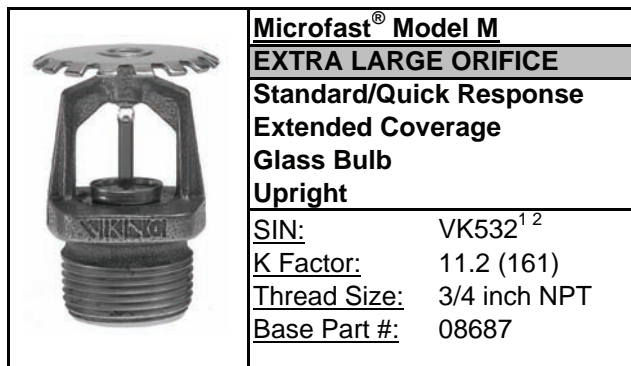 Microfast® Model M
EXTRA LARGE ORIFICE
Standard/Quick Response
Extended Coverage
Glass Bulb
Upright
SIN: VK532¹ ²
K Factor: 11.2 (161)
Thread Size: 3/4 inch NPT
Base Part #: 08687
VIKING